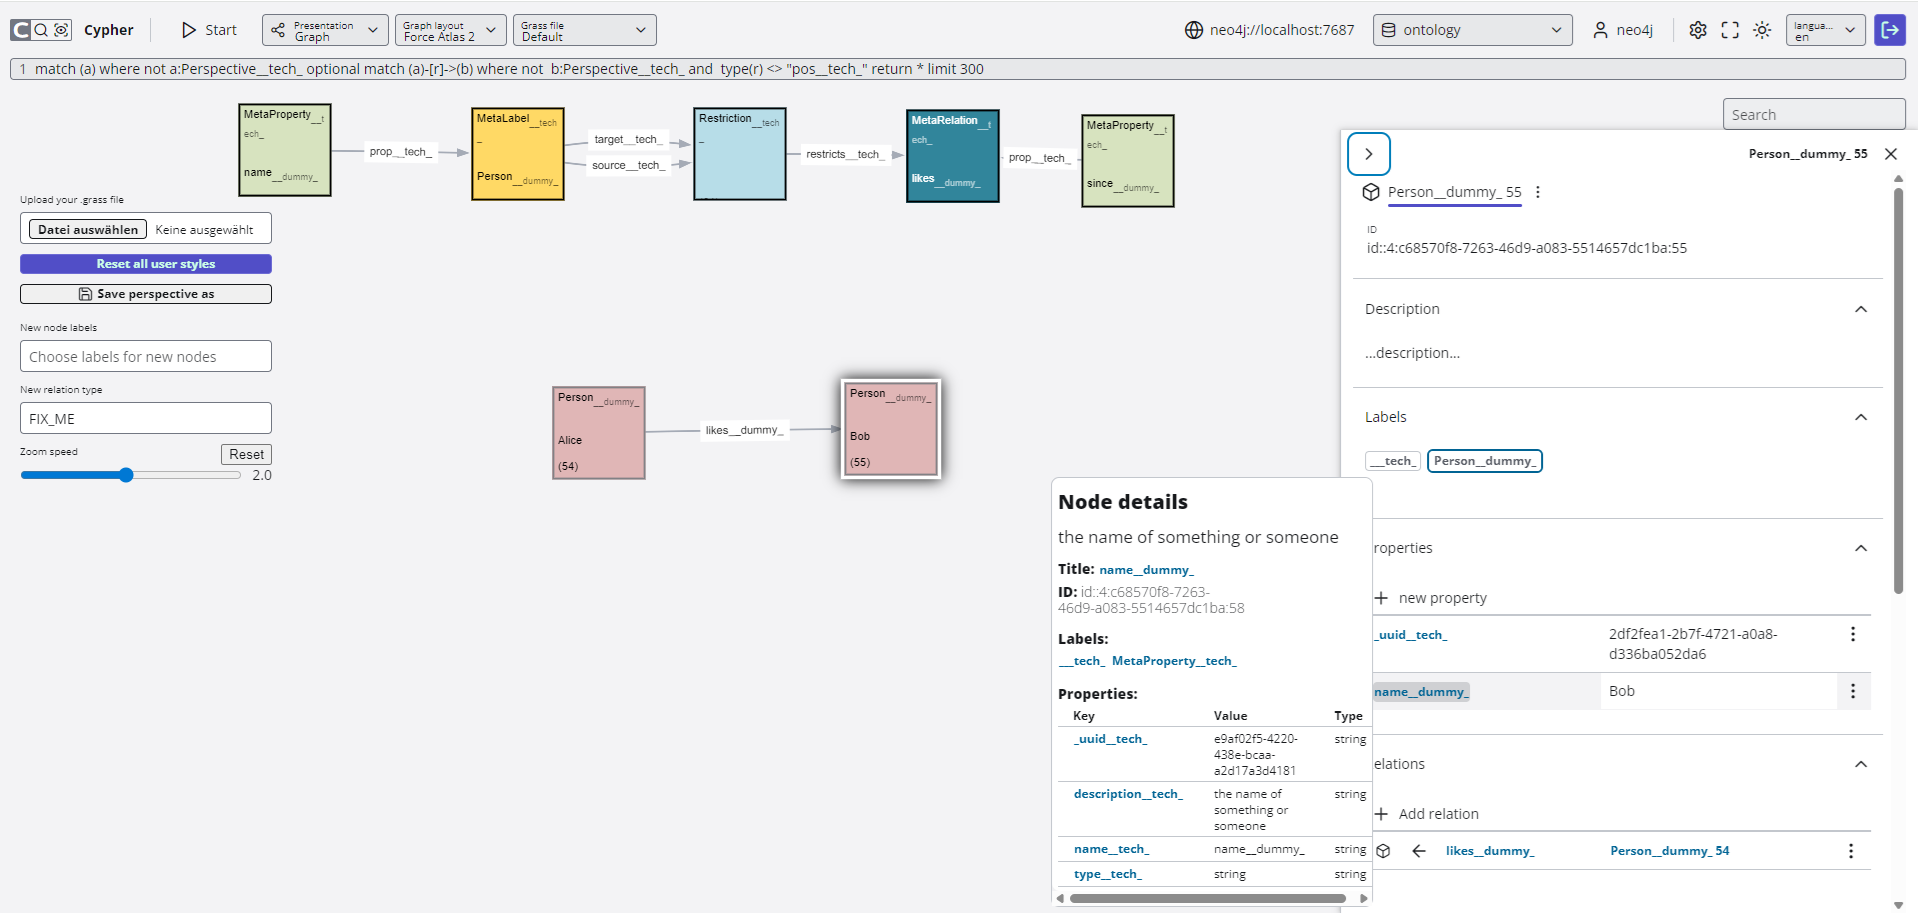 C Cypher Start
Presentation
Graph
Graph layout
Force Atlas 2
Grass file
Default
neo4j://localhost:7687
ontology
neo4j
langua...
en
1 match (a) where not a:Perspective__tech_ optional match (a)-[r]->(b) where not b:Perspective__tech_ and type(r) <> "pos__tech_" return * limit 300
Search
MetaProperty__t
ech_
name__dummy_
prop__tech_
MetaLabel__tech
_
Person__dummy_
target__tech_
source__tech_
Restriction__tech
_
restricts__tech_
MetaRelation__t
ech_
likes__dummy_
prop__tech_
MetaProperty__t
ech_
since__dummy_
Upload your .grass file
Datei auswählen Keine ausgewählt
Reset all user styles
Save perspective as
New node labels
Choose labels for new nodes
New relation type
FIX_ME
Zoom speed
Reset
2.0
Person__dummy_
Alice
(54)
likes__dummy_
Person__dummy_
Bob
(55)
Node details
the name of something or someone
Title: name__dummy_
ID: id::4:c68570f8-7263-
46d9-a083-5514657dc1ba:58
Labels:
___tech_ MetaProperty__tech_
Properties:
Key Value Type
_uuid__tech_ e9af02f5-4220- string
438e-bcaa-
a2d17a3d4181
description__tech_ the name of string
something or
someone
name__tech_ name__dummy_ string
type__tech_ string string
Person__dummy_ 55
Person__dummy_ 55
ID
id::4:c68570f8-7263-46d9-a083-5514657dc1ba:55
Description
...description...
Labels
___tech_ Person__dummy_
roperties
new property
_uuid__tech_ 2df2fea1-2b7f-4721-a0a8-
d336ba052da6
name__dummy_ Bob
elations
Add relation
likes__dummy_ Person__dummy_ 54